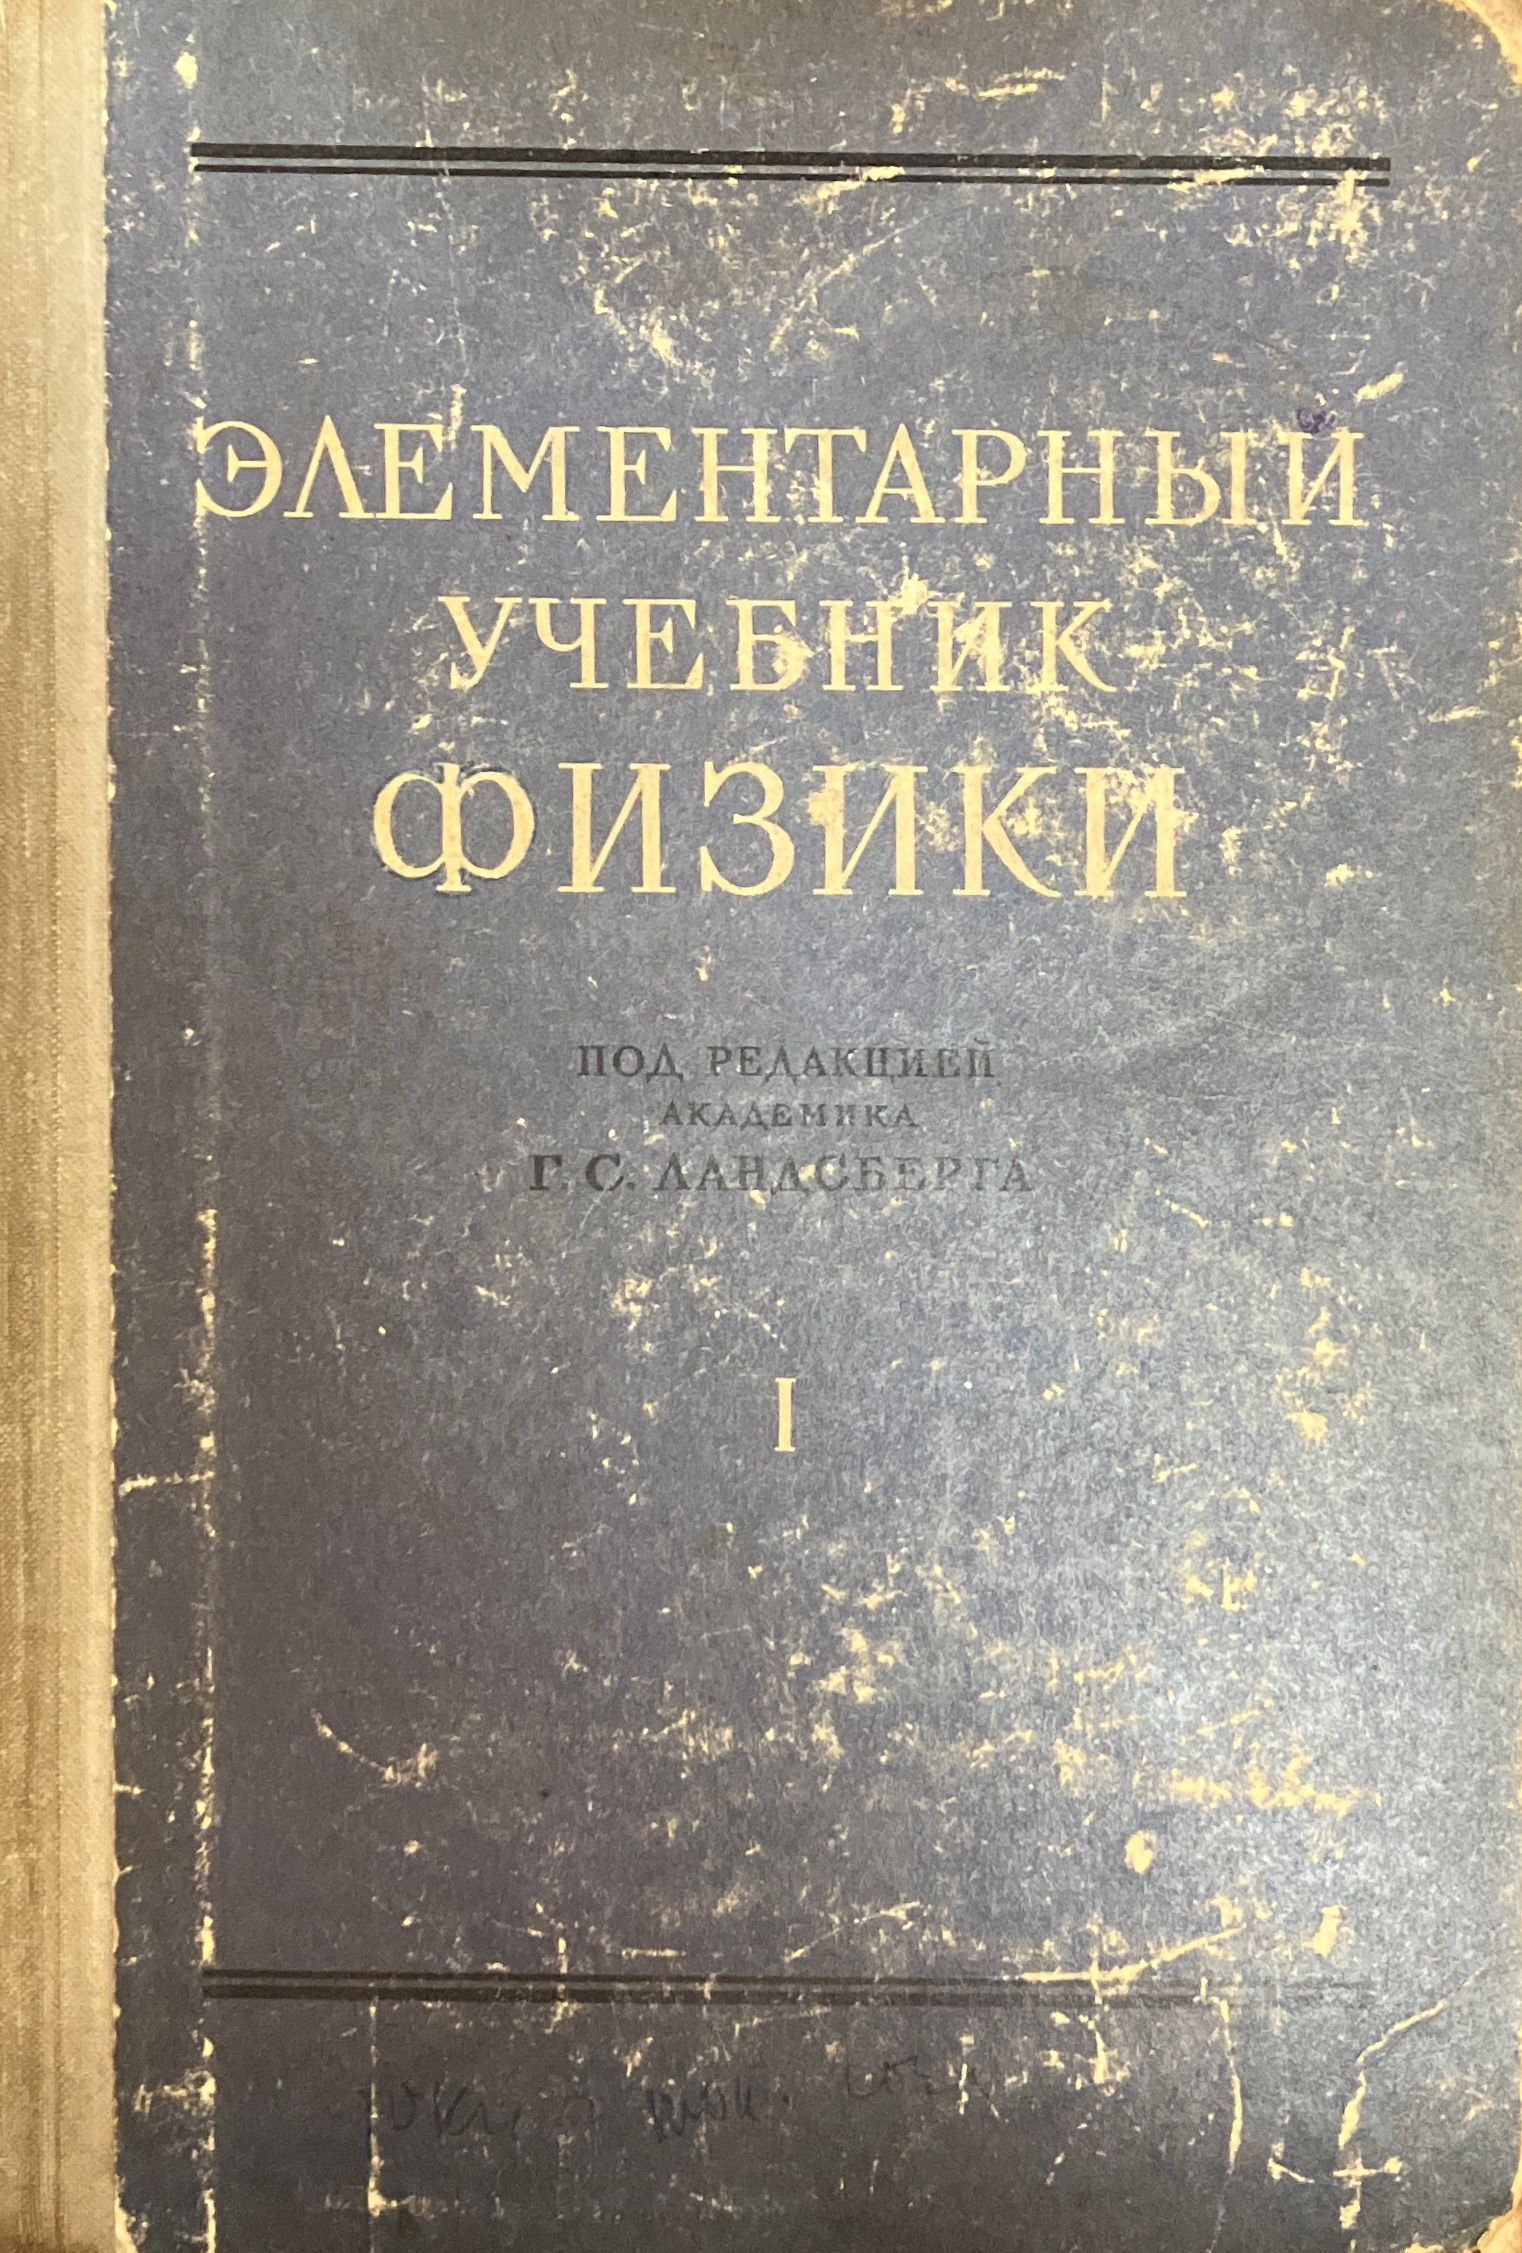 ЭЛЕМЕНТАРНЫЙ
УЧЕБНИК
ФИЗИКИ
ПОД РЕДАКЦИЕЙ
АКАДЕМИКА
Г. С. ЛАНДСБЕРГА
I